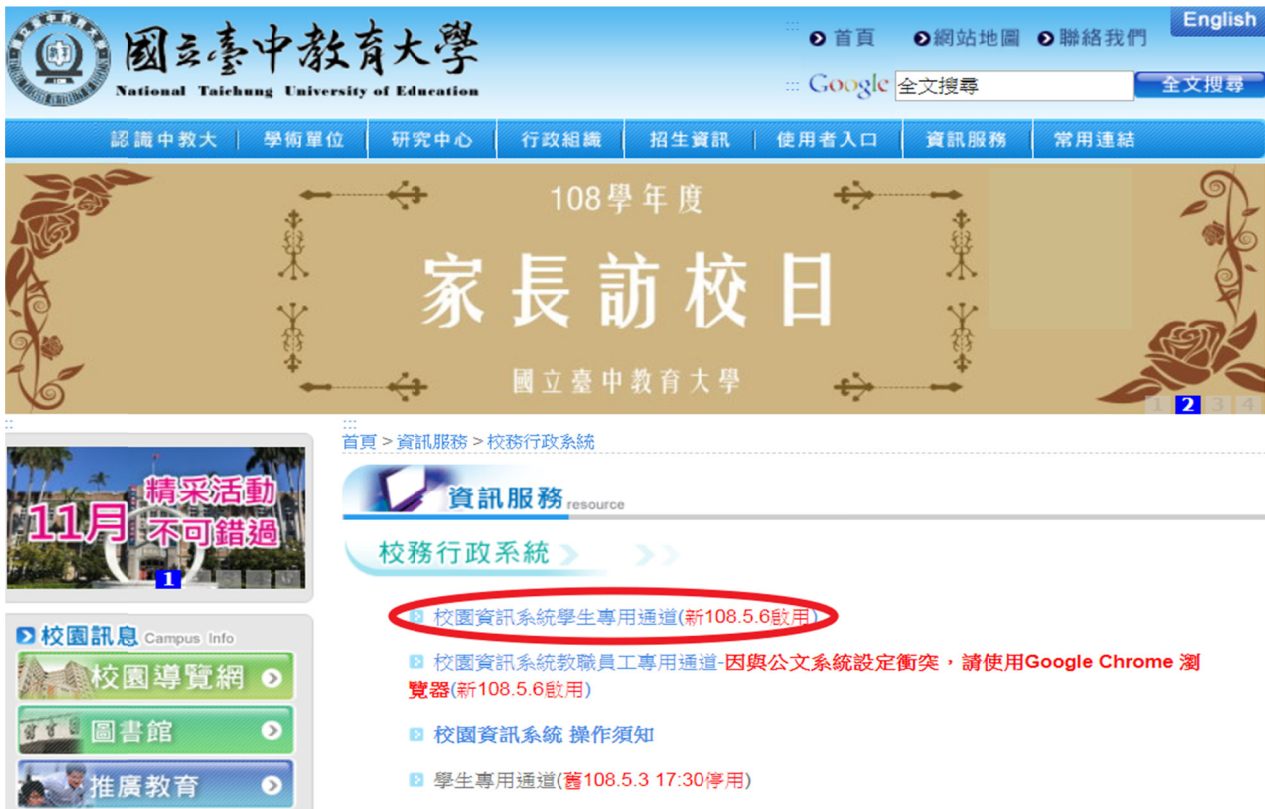 國立臺中教育大學
National Taichung University of Education
English
首頁 網站地圖 聯絡我們
Google 全文搜尋 全文搜尋
認識中教大 學術單位 研究中心 行政組織 招生資訊 使用者入口 資訊服務 常用連結
108學年度
家長訪校日
國立臺中教育大學
1 2 3 4
首頁 > 資訊服務 > 校務行政系統
11月 精采活動
不可錯過
1
資訊服務 resource
校務行政系統
校園資訊系統學生專用通道(新108.5.6啟用)
校園資訊系統教職員工專用通道-因與公文系統設定衝突，請使用Google Chrome 瀏
覽器(新108.5.6啟用)
校園資訊系統 操作須知
學生專用通道(舊108.5.3 17:30停用)
校園訊息 Campus Info
校園導覽網
圖書館
推廣教育